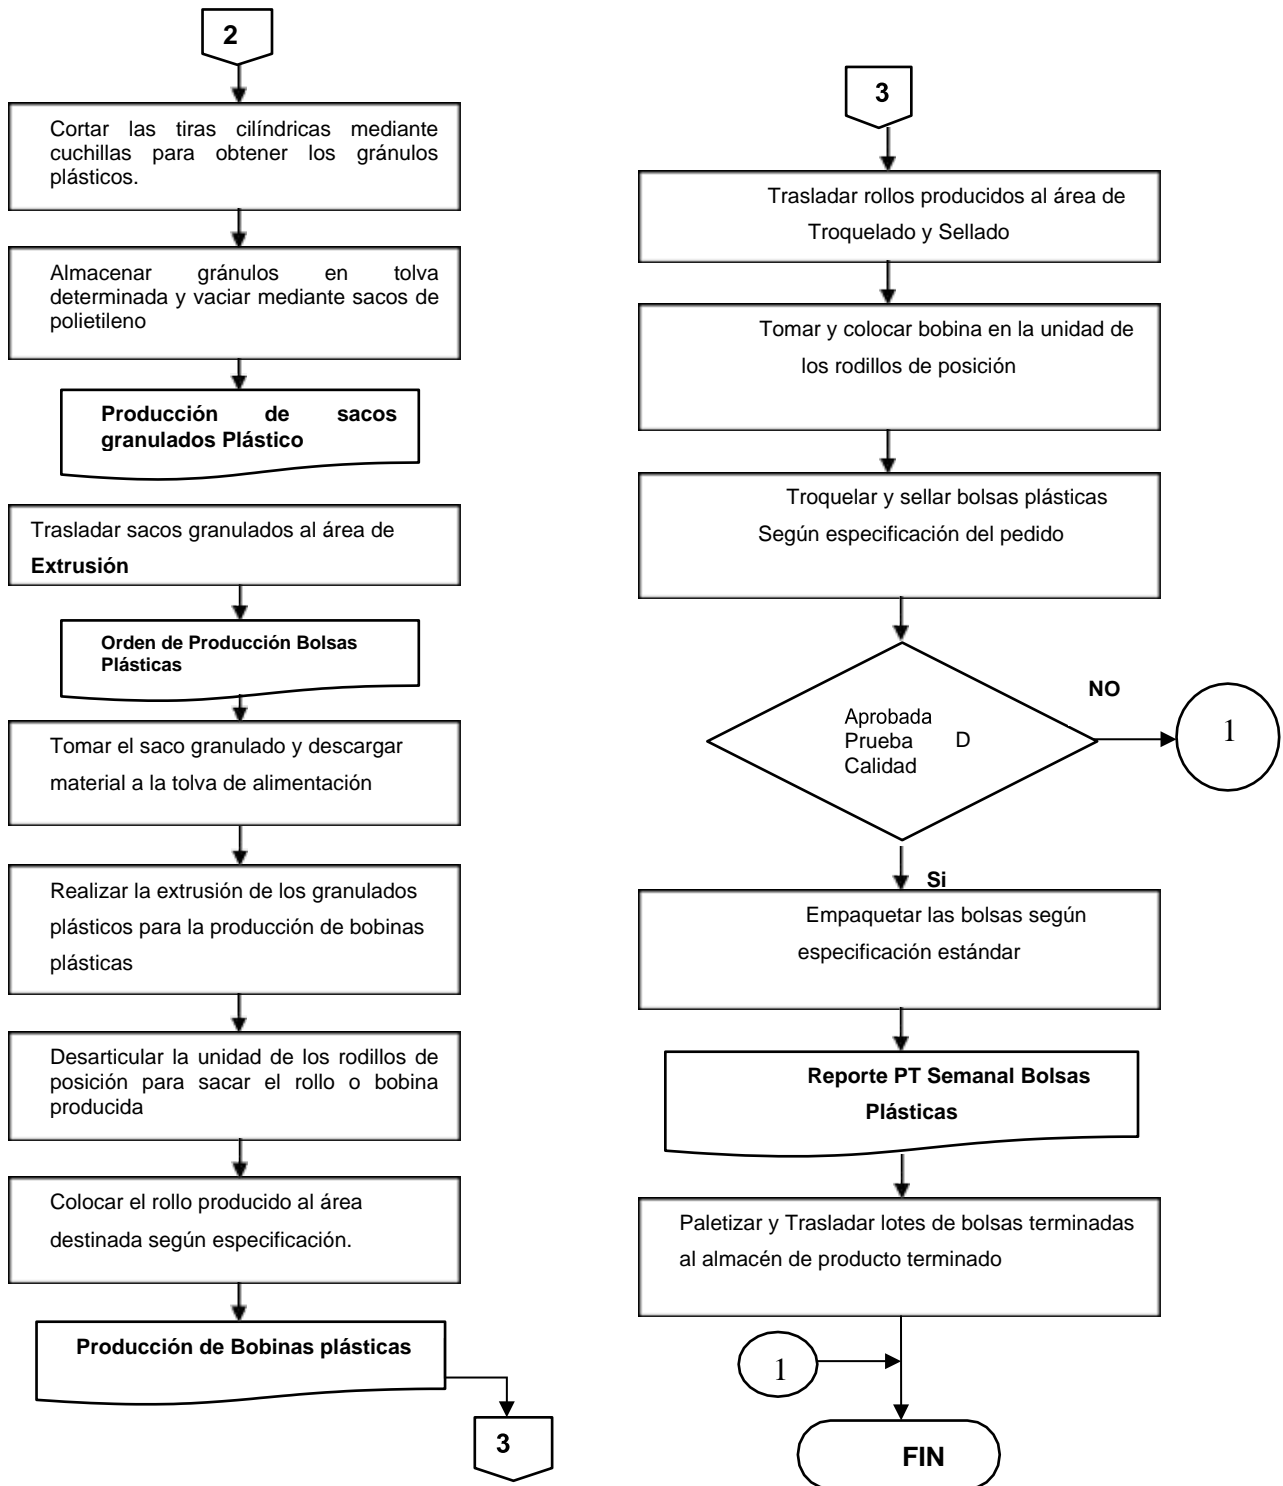 2
Cortar las tiras cilíndricas mediante
cuchillas para obtener los gránulos
plásticos.
Almacenar gránulos en tolva
determinada y vaciar mediante sacos de
polietileno
Producción de sacos
granulados Plástico
Trasladar sacos granulados al área de
Extrusión
Orden de Producción Bolsas
Plásticas
Tomar el saco granulado y descargar
material a la tolva de alimentación
Realizar la extrusión de los granulados
plásticos para la producción de bobinas
plásticas
Desarticular la unidad de los rodillos de
posición para sacar el rollo o bobina
producida
Colocar el rollo producido al área
destinada según especificación.
Producción de Bobinas plásticas
3
3
Trasladar rollos producidos al área de
Troquelado y Sellado
Tomar y colocar bobina en la unidad de
los rodillos de posición
Troquelar y sellar bolsas plásticas
Según especificación del pedido
Aprobada
Prueba D
Calidad
NO
1
Si
Empaquetar las bolsas según
especificación estándar
Reporte PT Semanal Bolsas
Plásticas
Paletizar y Trasladar lotes de bolsas terminadas
al almacén de producto terminado
1
FIN